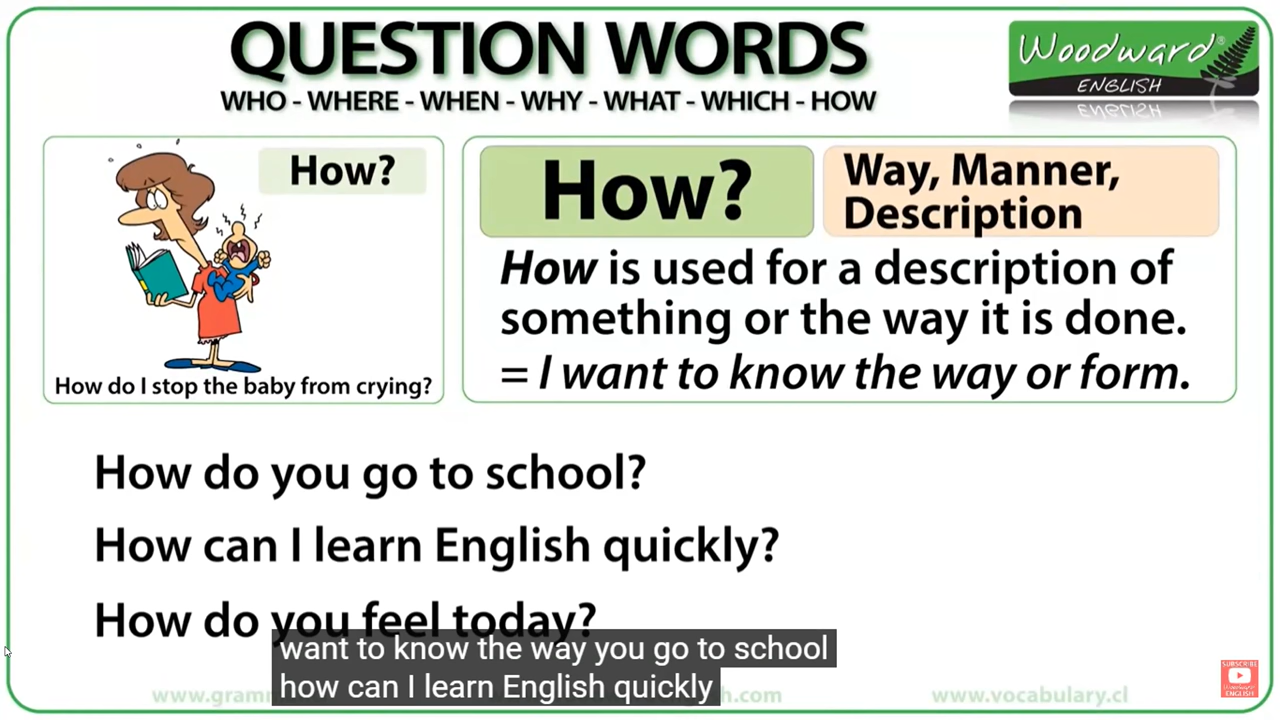 QUESTION WORDS
WHO - WHERE - WHEN - WHY - WHAT - WHICH - HOW
Woodward®
ENGLISH
How?
How do I stop the baby from crying?
How?
Way, Manner,
Description
How is used for a description of
something or the way it is done.
= I want to know the way or form.
How do you go to school?
How can I learn English quickly?
How do you feel today?
want to know the way you go to school
how can I learn English quickly
www.vocabulary.cl
SUBSCRIBE
Woodward
ENGLISH